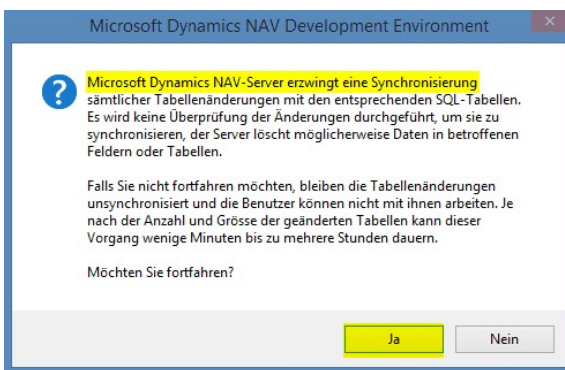 Microsoft Dynamics NAV Development Environment
Microsoft Dynamics NAV-Server erzwingt eine Synchronisierung
sämtlicher Tabellenänderungen mit den entsprechenden SQL-Tabellen.
Es wird keine Überprüfung der Änderungen durchgeführt, um sie zu
synchronisieren, der Server löscht möglicherweise Daten in betroffenen
Feldern oder Tabellen.
Falls Sie nicht fortfahren möchten, bleiben die Tabellenänderungen
unsynchronisiert und die Benutzer können nicht mit ihnen arbeiten. Je
nach der Anzahl und Grösse der geänderten Tabellen kann dieser
Vorgang wenige Minuten bis zu mehrere Stunden dauern.
Möchten Sie fortfahren?
Ja
Nein